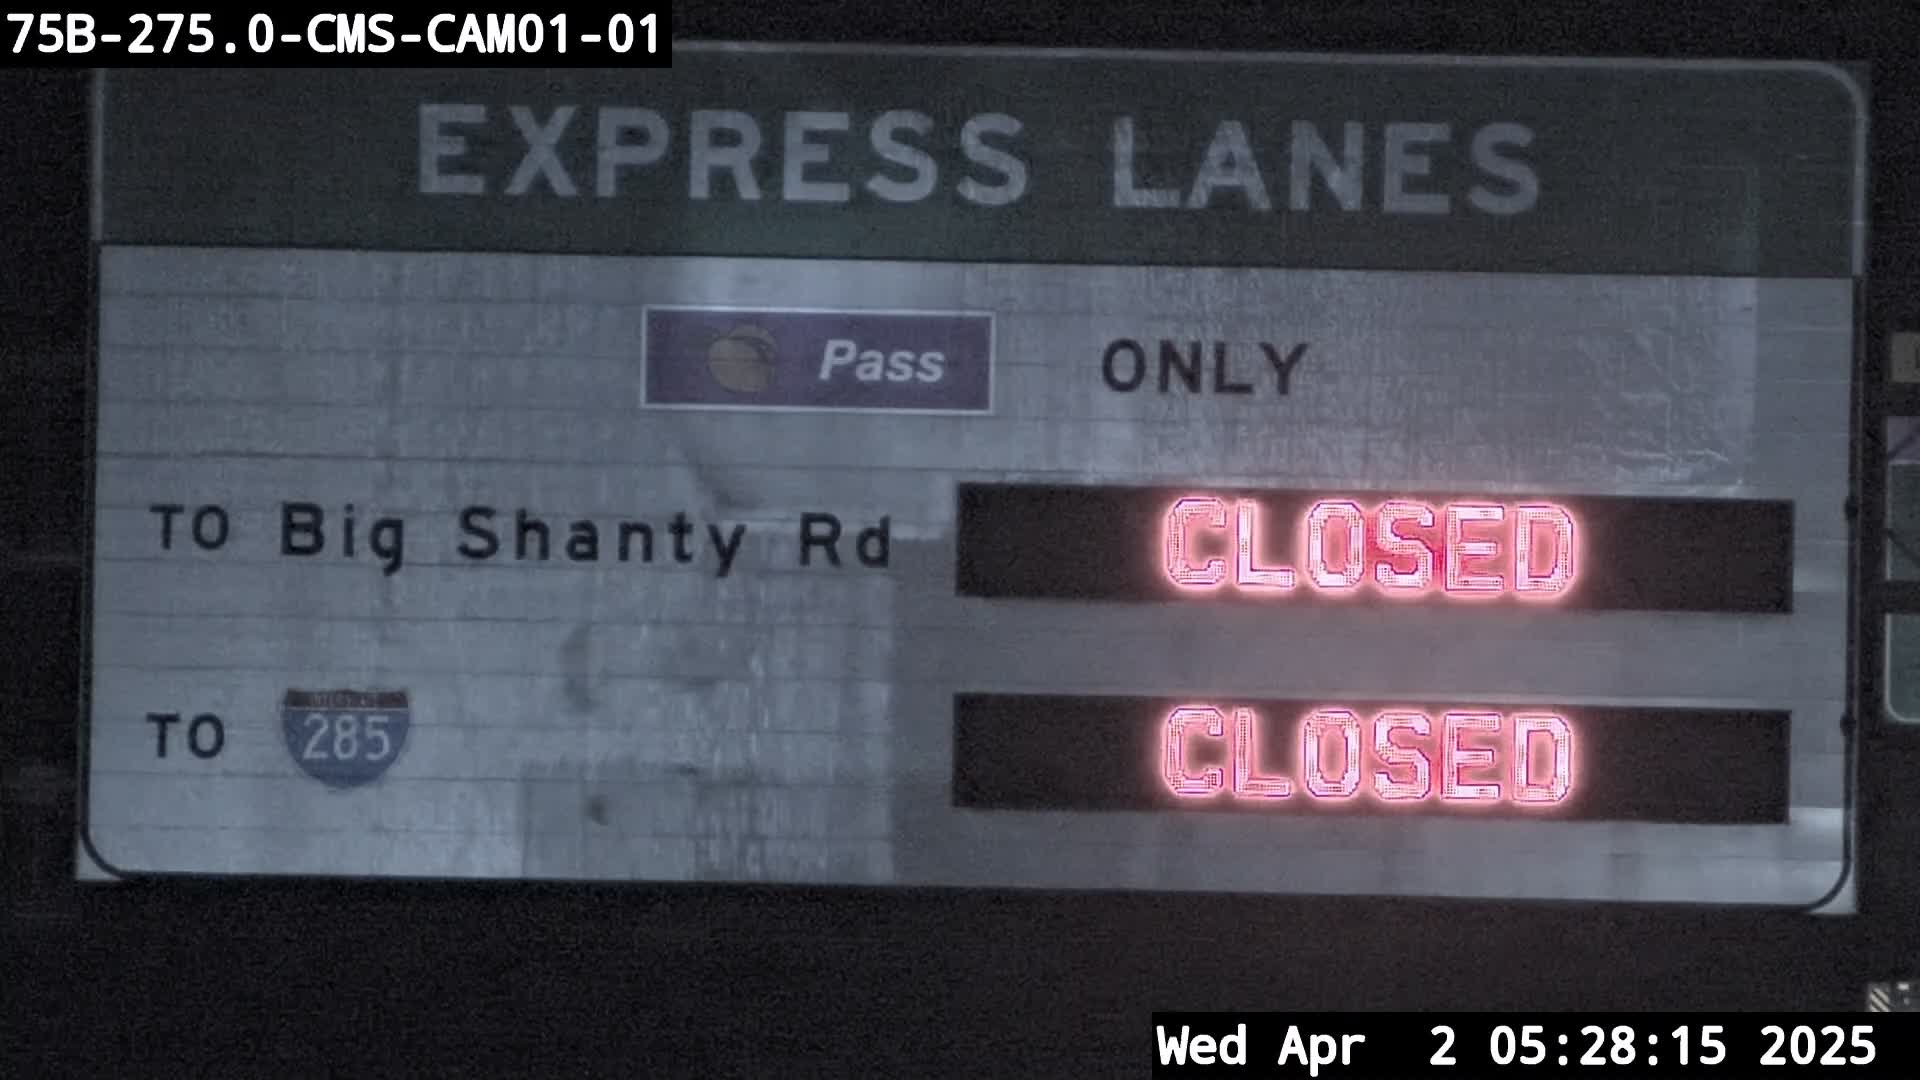 75B-275.0-CMS-CAM01-01
EXPRESS LANES
Pass ONLY
TO Big Shanty Rd CLOSED
TO 285 CLOSED
Wed Apr 2 05:28:15 2025